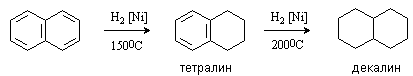 H2 [Ni]
150⁰C
H2 [Ni]
200⁰C
тетралин
декалин